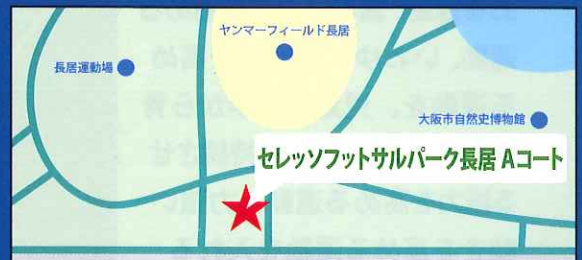 ヤンマーフィールド長居
長居運動場
大阪市自然史博物館
セレッソフットサルパーク長居 Aコート